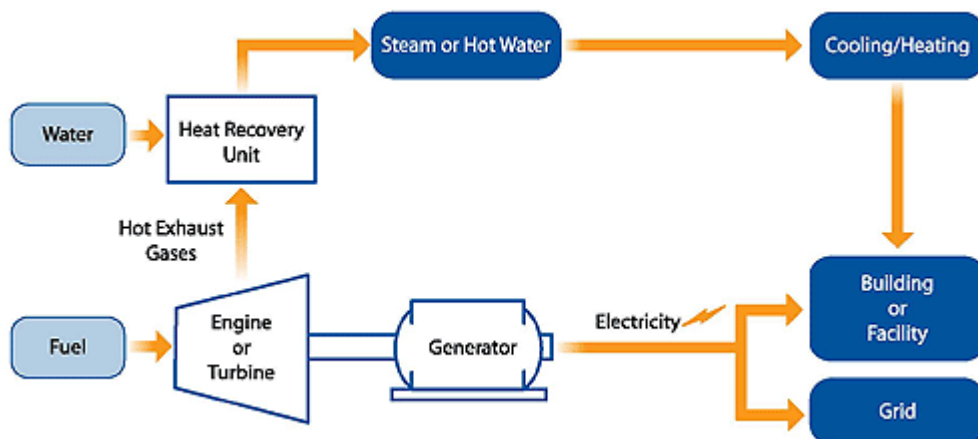 Steam or Hot Water
Cooling/Heating
Water
Heat Recovery
Unit
Hot Exhaust
Gases
Building
or
Facility
Fuel
Engine
or
Turbine
Generator
Electricity
Grid